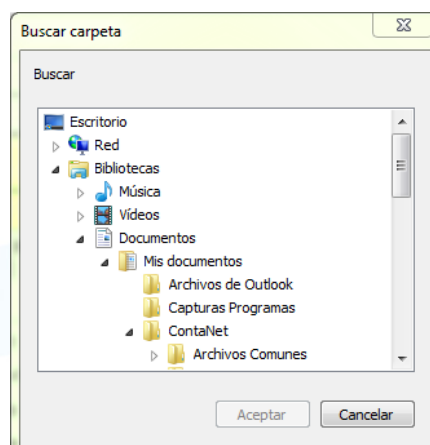 Buscar carpeta
Buscar
Escritorio
Red
Bibliotecas
Música
Vídeos
Documentos
Mis documentos
Archivos de Outlook
Capturas Programas
ContaNet
Archivos Comunes
Aceptar
Cancelar